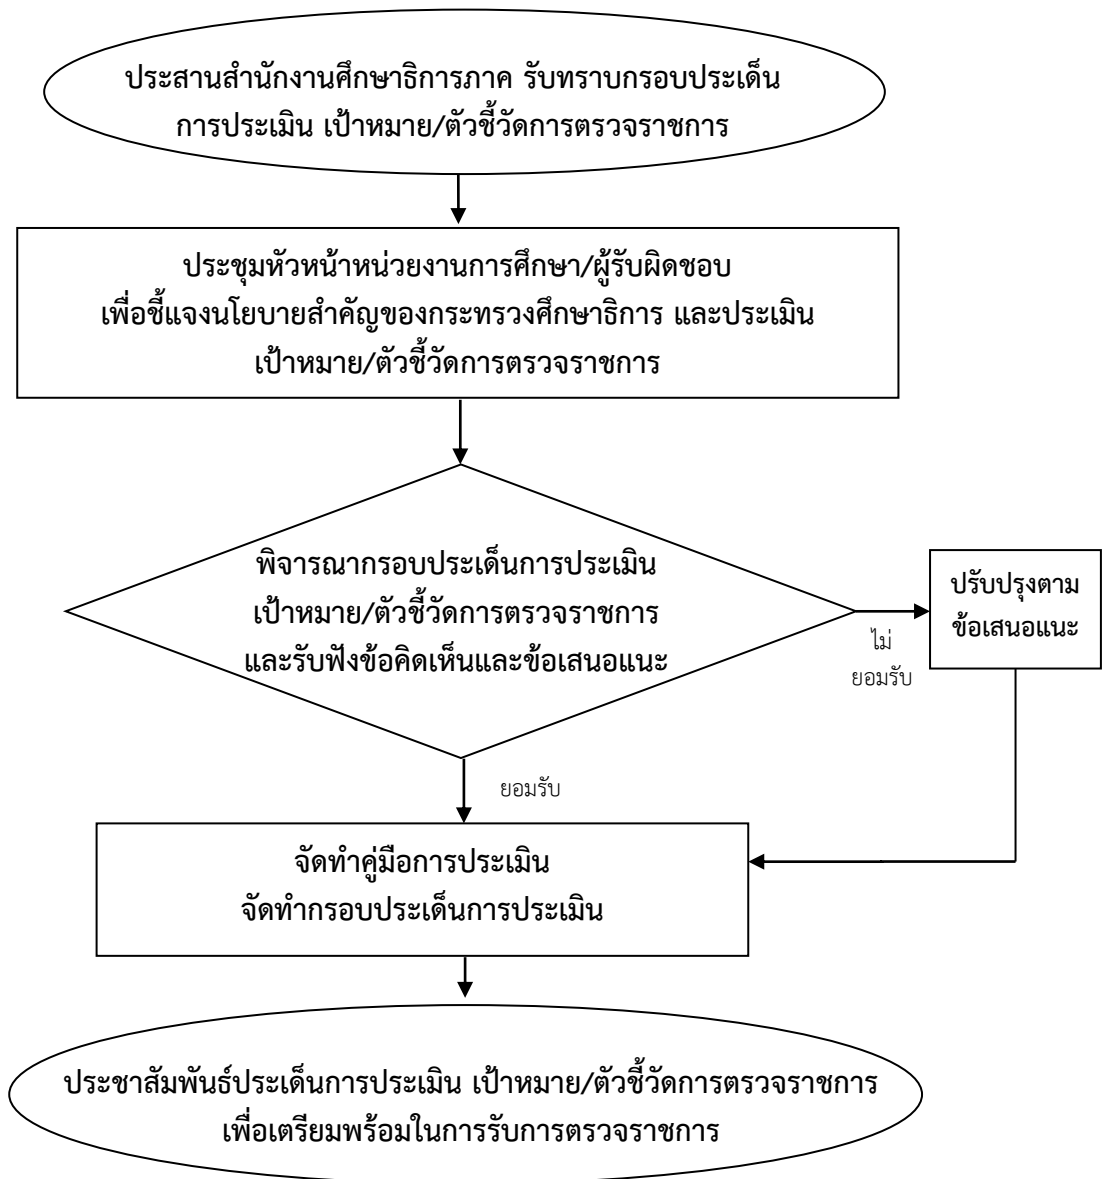 ประสานสำนักงานศึกษาธิการภาค รับทราบกรอบประเด็น
การประเมิน เป้าหมาย/ตัวชี้วัดการตรวจราชการ
ประชุมหัวหน้าหน่วยงานการศึกษา/ผู้รับผิดชอบ
เพื่อชี้แจงนโยบายสำคัญของกระทรวงศึกษาธิการ และประเมิน
เป้าหมาย/ตัวชี้วัดการตรวจราชการ
พิจารณากรอบประเด็นการประเมิน
เป้าหมาย/ตัวชี้วัดการตรวจราชการ
และรับฟังข้อคิดเห็นและข้อเสนอแนะ
ไม่
ยอมรับ
ปรับปรุงตาม
ข้อเสนอแนะ
ยอมรับ
จัดทำคู่มือการประเมิน
จัดทำกรอบประเด็นการประเมิน
ประชาสัมพันธ์ประเด็นการประเมิน เป้าหมาย/ตัวชี้วัดการตรวจราชการ
เพื่อเตรียมพร้อมในการรับการตรวจราชการ